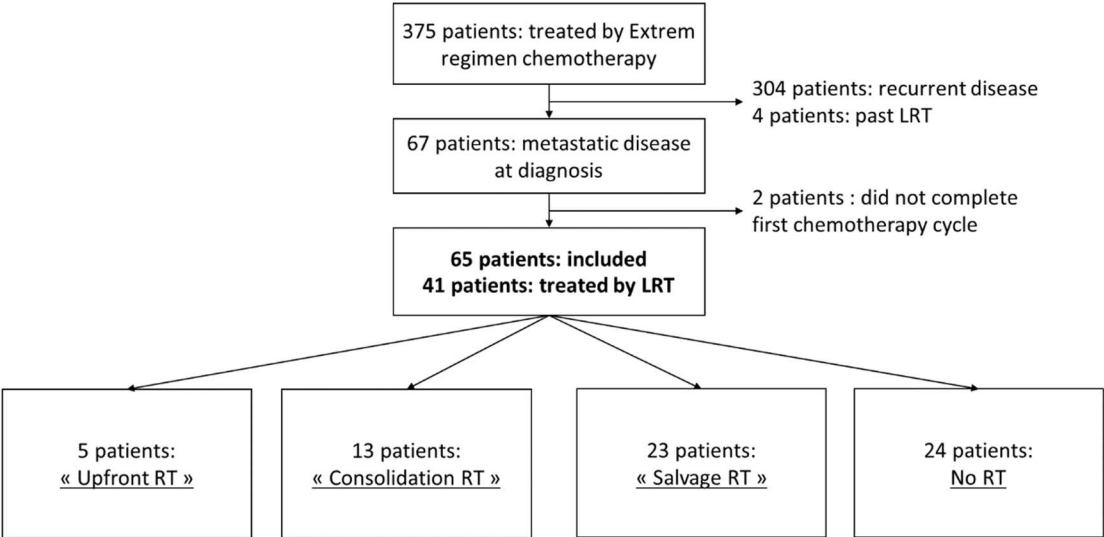 375 patients: treated by Extrem
regimen chemotherapy
304 patients: recurrent disease
4 patients: past LRT
67 patients: metastatic disease
at diagnosis
2 patients : did not complete
first chemotherapy cycle
65 patients: included
41 patients: treated by LRT
5 patients:
« Upfront RT »
13 patients:
« Consolidation RT »
23 patients:
« Salvage RT »
24 patients:
No RT